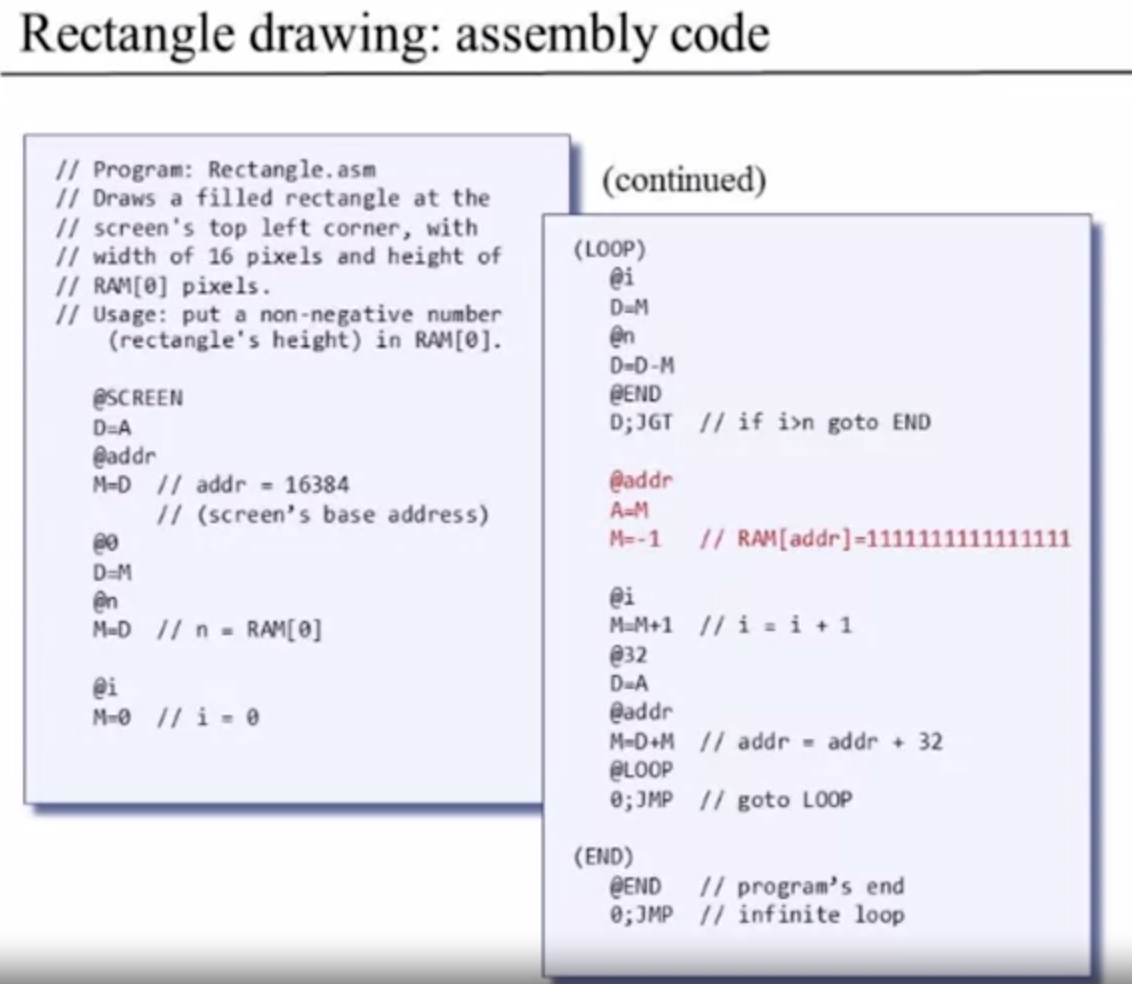 Rectangle drawing: assembly code
// Program: Rectangle.asm
// Draws a filled rectangle at the
// screen's top left corner, with
// width of 16 pixels and height of
// RAM[0] pixels.
// Usage: put a non-negative number
(rectangle's height) in RAM[0].
@SCREEN
D=A
@addr
M=D // addr = 16384
// (screen's base address)
@0
D=M
@n
M=D // n = RAM[0]
@i
M=0 // i = 0
(continued)
(LOOP)
@i
D=M
@n
D=D-M
@END
D;JGT // if i>n goto END
@addr
A=M
M=-1 // RAM[addr]=1111111111111111
@i
M=M+1 // i = i + 1
@32
D=A
@addr
M=D+M // addr = addr + 32
@LOOP
0;JMP // goto LOOP
(END)
@END // program's end
0;JMP // infinite loop